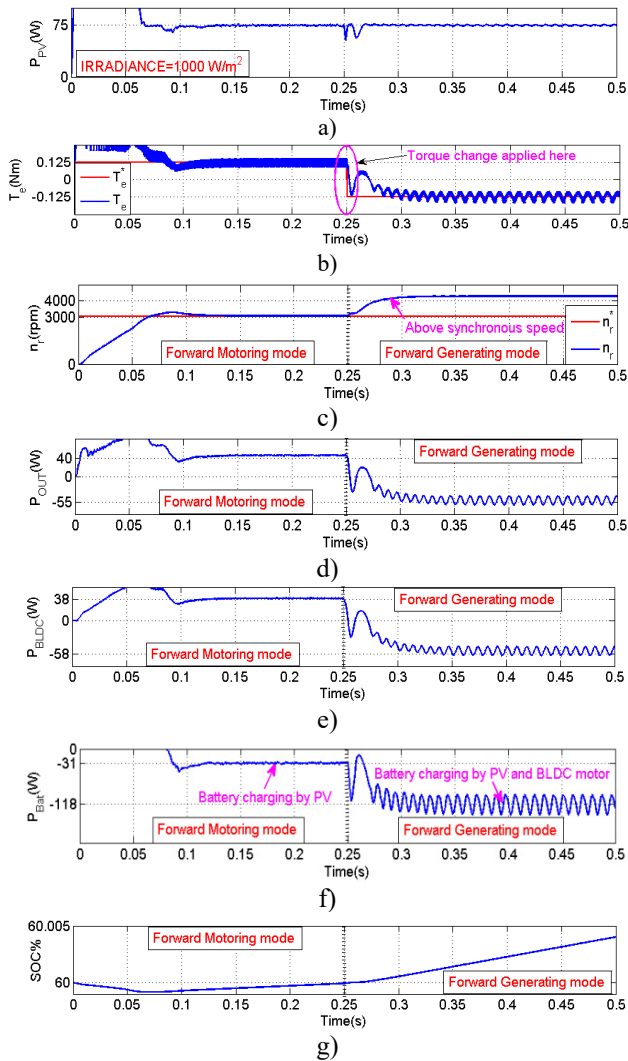 75
P_PV(W)
IRRADIANCE=1000 W/m²
0
0 0.05 0.1 0.15 0.2 0.25 0.3 0.35 0.4 0.45 0.5
Time(s)
a)
0.125
0
-0.125
T_e(Nm)
T_e*
T_e
Torque change applied here
0 0.05 0.1 0.15 0.2 0.25 0.3 0.35 0.4 0.45 0.5
Time(s)
b)
4000
3000
0
n_r(rpm)
Above synchronous speed
n_r*
n_r
Forward Motoring mode
Forward Generating mode
0 0.05 0.1 0.15 0.2 0.25 0.3 0.35 0.4 0.45 0.5
Time(s)
c)
40
0
-55
P_OUT(W)
Forward Generating mode
Forward Motoring mode
0 0.05 0.1 0.15 0.2 0.25 0.3 0.35 0.4 0.45 0.5
Time(s)
d)
38
0
-58
P_BLDC(W)
Forward Generating mode
Forward Motoring mode
0 0.05 0.1 0.15 0.2 0.25 0.3 0.35 0.4 0.45 0.5
Time(s)
e)
0
-31
-118
P_Bat(W)
Battery charging by PV
Battery charging by PV and BLDC motor
Forward Motoring mode
Forward Generating mode
0 0.05 0.1 0.15 0.2 0.25 0.3 0.35 0.4 0.45 0.5
Time(s)
f)
60.005
60
SOC%
Forward Motoring mode
Forward Generating mode
0 0.05 0.1 0.15 0.2 0.25 0.3 0.35 0.4 0.45 0.5
Time(s)
g)